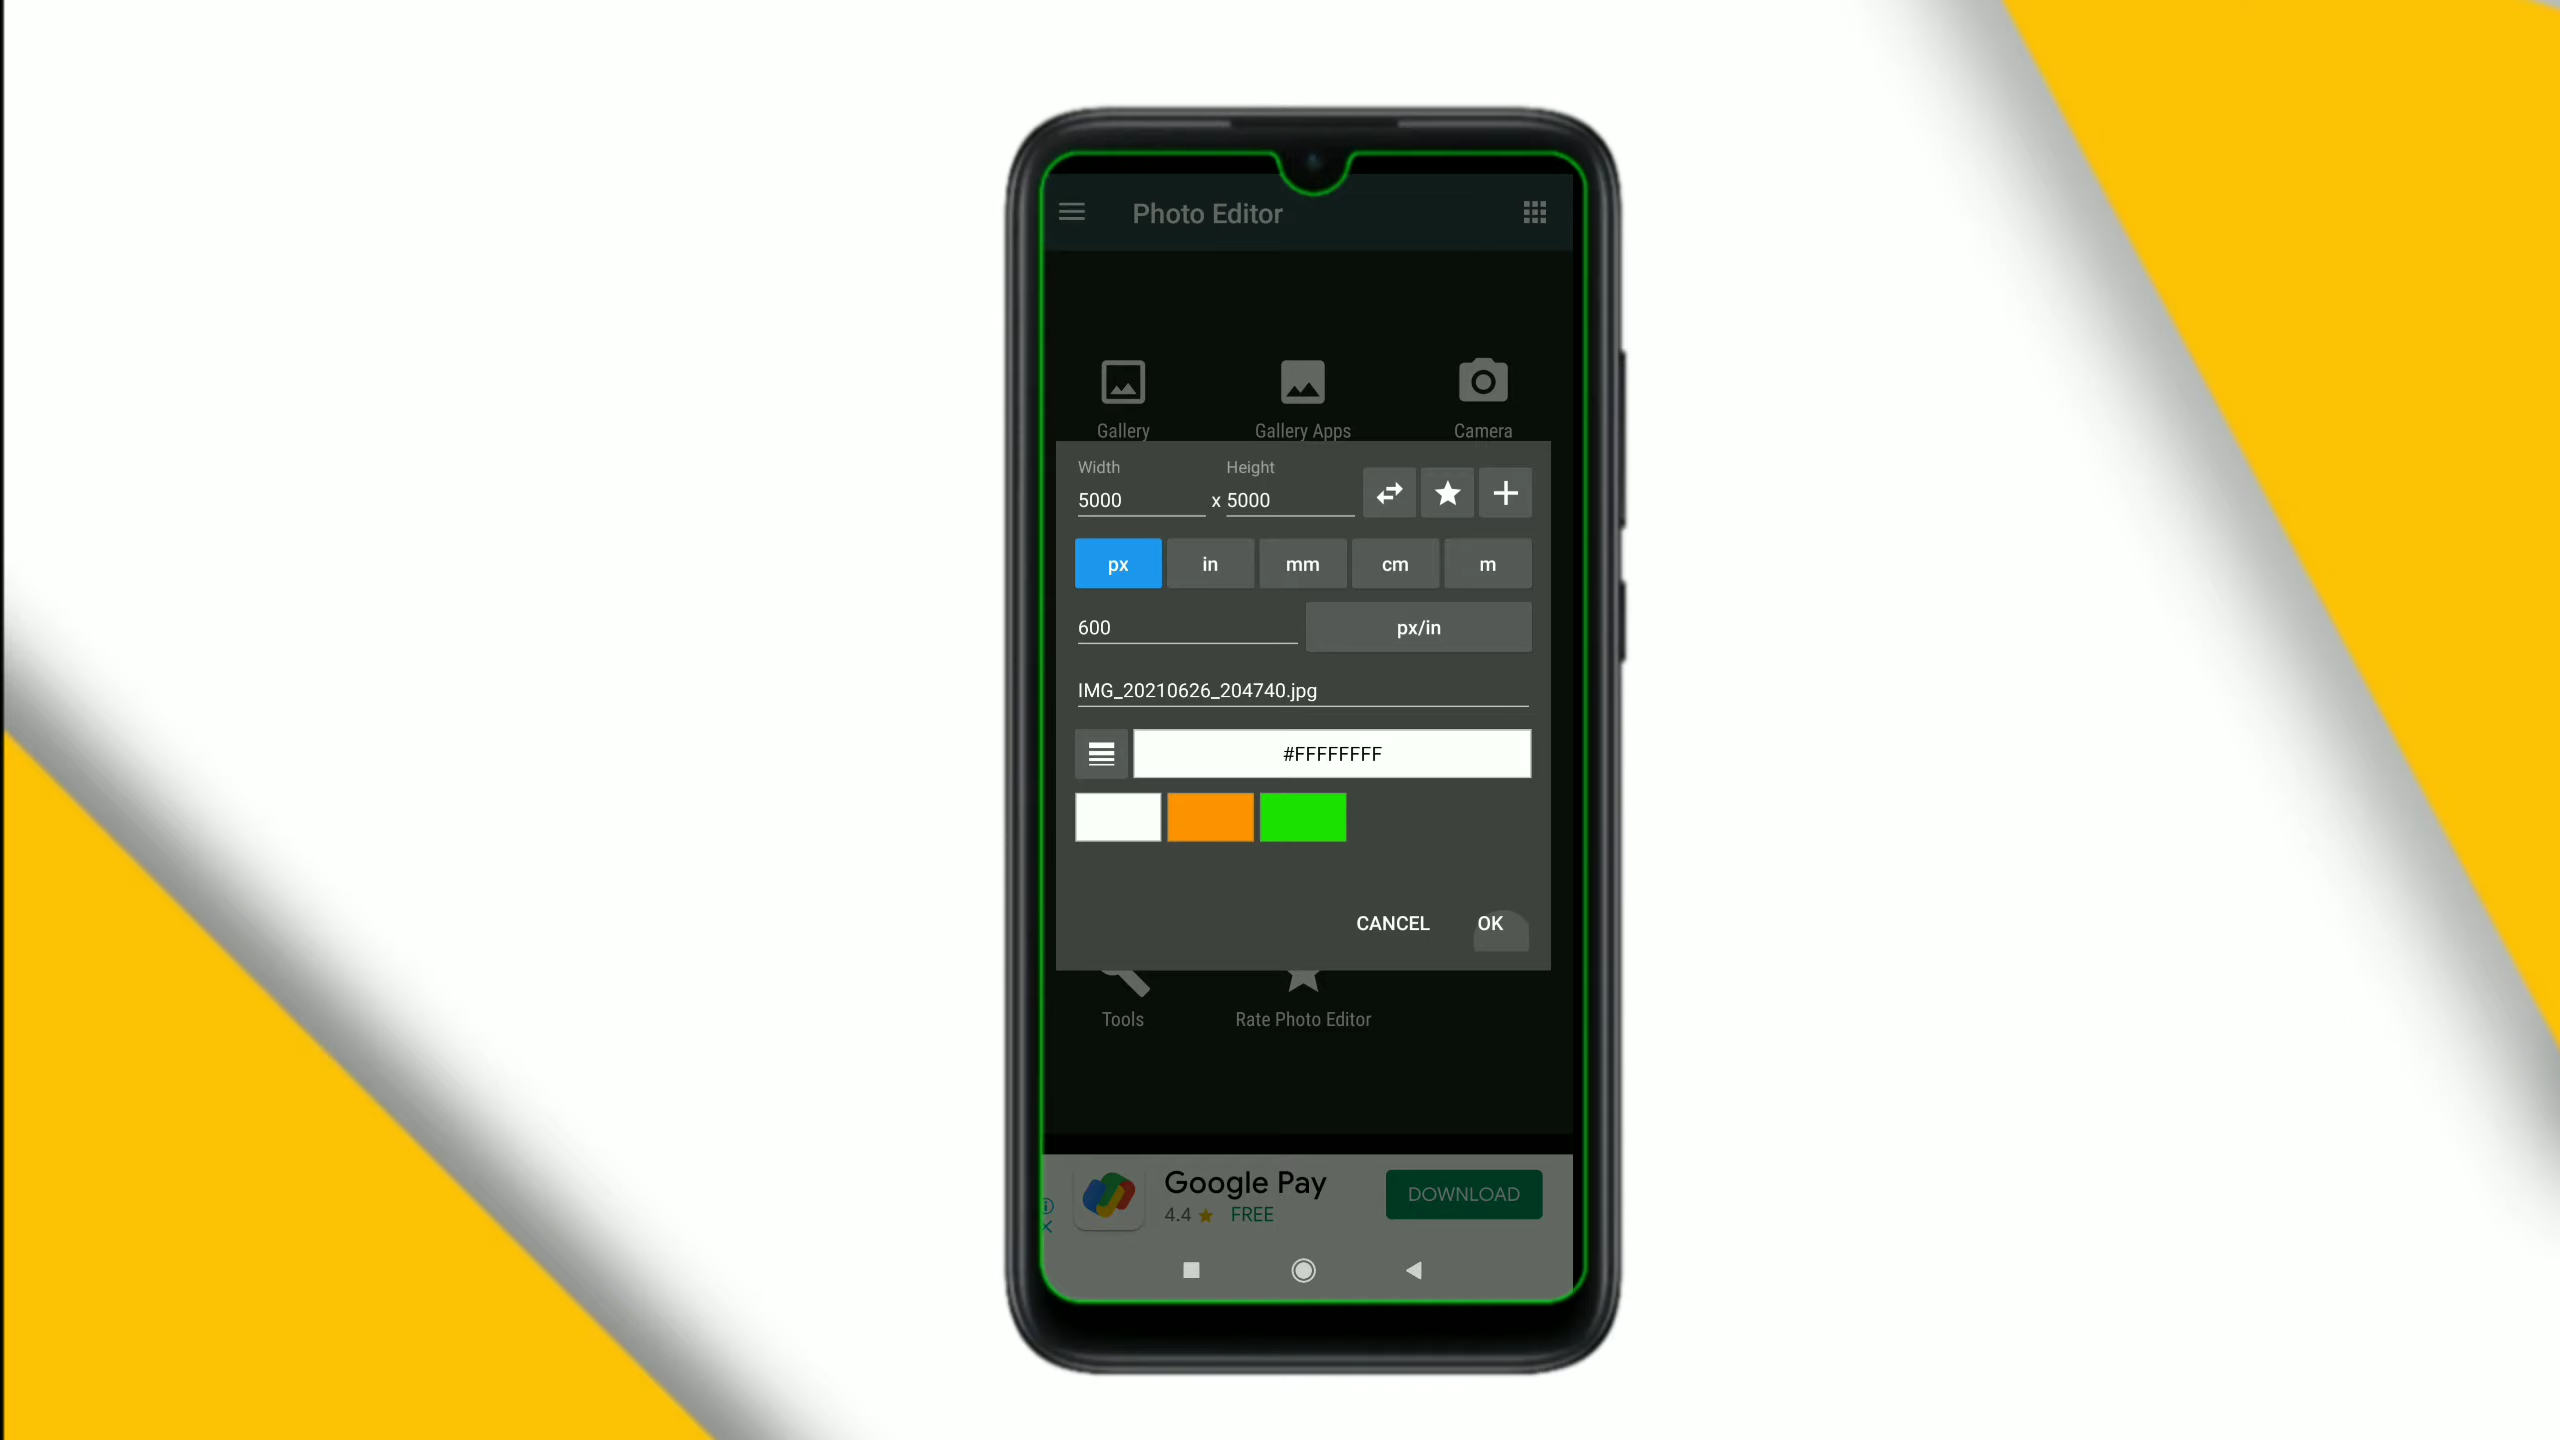 Photo Editor
Gallery
Gallery Apps
Camera
Width
Height
5000
x 5000
px
in
mm
cm
m
600
px/in
IMG_20210626_204740.jpg
#FFFFFFFF
CANCEL
OK
Tools
Rate Photo Editor
Google Pay
4.4 ★ FREE
DOWNLOAD